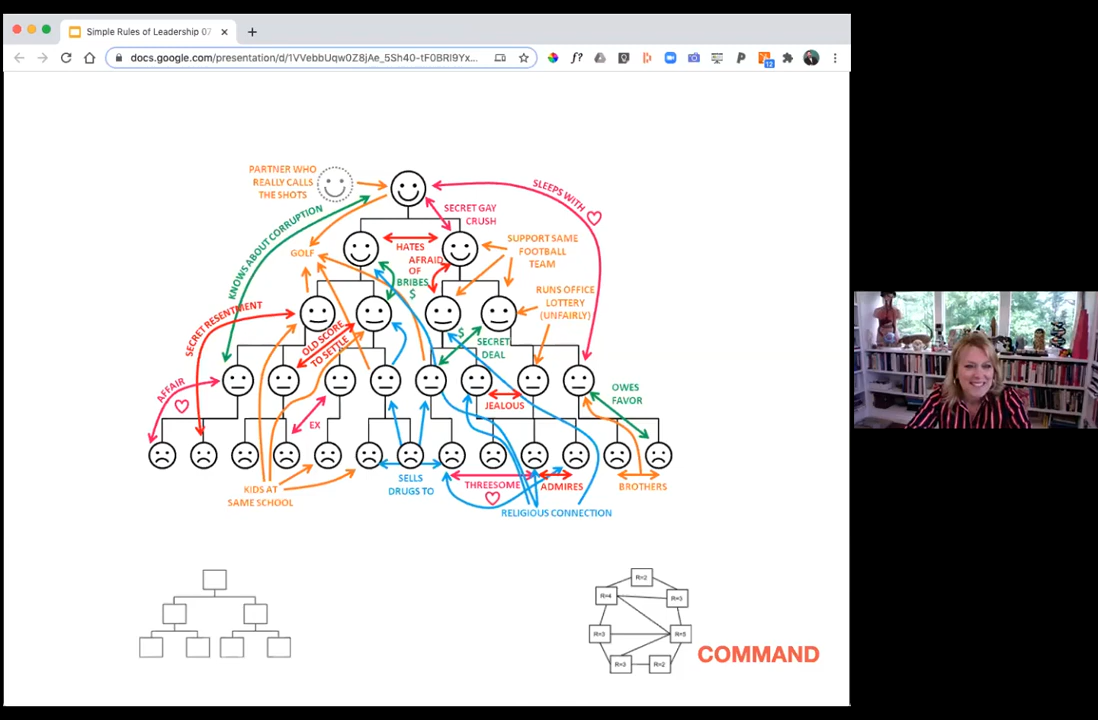 Simple Rules of Leadership 07
docs.google.com/presentation/d/1VVebbUqw0Z8jAe_5Sh40-tF0BRI9Yx...
f?
12
PARTNER WHO
REALLY CALLS
THE SHOTS
SLEEPS WITH
SECRET GAY
CRUSH
KNOWS ABOUT CORRUPTION
GOLF
HATES
AFRAID
OF
SUPPORT SAME
FOOTBALL
TEAM
BRIBES
$
RUNS OFFICE
LOTTERY
(UNFAIRLY)
SECRET RESENTMENT
OLD SCORE
TO SETTLE
$
SECRET
DEAL
AFFAIR
EX
JEALOUS
OWES
FAVOR
KIDS AT
SAME SCHOOL
SELLS
DRUGS TO
THREESOME
ADMIRES
BROTHERS
RELIGIOUS CONNECTION
R=2
R=4
R=3
R=3
R=5
R=3
R=2
COMMAND